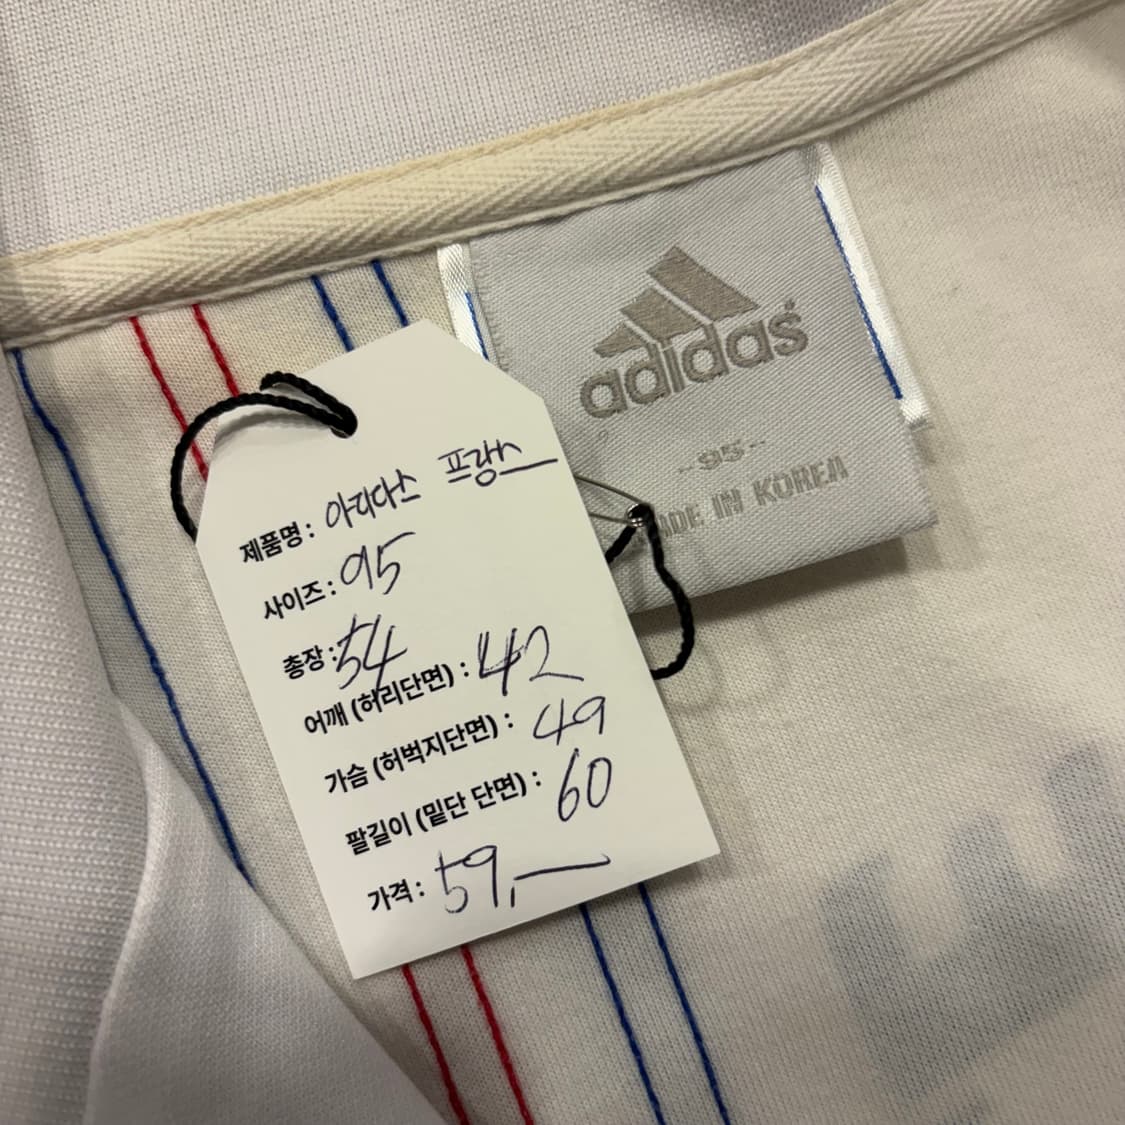 adidas
-95-
MADE IN KOREA
제품명 : 아디다스 프랑스
사이즈 : 95
총장 : 54
어깨 (허리단면) : 42
가슴 (허벅지단면) : 49
팔길이 (밑단 단면) : 60
가격 : 59,—